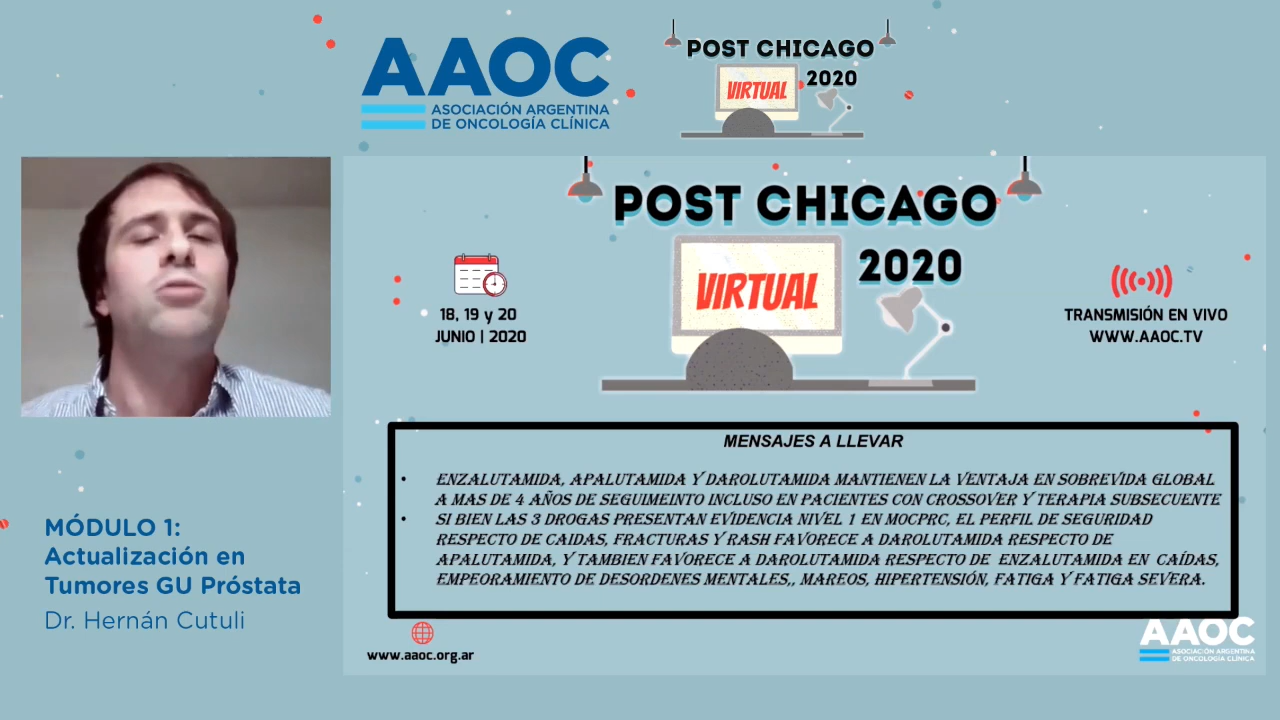 AAOC
ASOCIACIÓN ARGENTINA
DE ONCOLOGÍA CLÍNICA
POST CHICAGO
2020
VIRTUAL
POST CHICAGO
2020
VIRTUAL
18, 19 y 20
JUNIO | 2020
TRANSMISIÓN EN VIVO
WWW.AAOC.TV
MENSAJES A LLEVAR
• ENZALUTAMIDA, APALUTAMIDA Y DAROLUTAMIDA MANTIENEN LA VENTAJA EN SOBREVIDA GLOBAL
A MAS DE 4 AÑOS DE SEGUIMEINTO INCLUSO EN PACIENTES CON CROSSOVER Y TERAPIA SUBSECUENTE
• SI BIEN LAS 3 DROGAS PRESENTAN EVIDENCIA NIVEL 1 EN MOCPRC, EL PERFIL DE SEGURIDAD
RESPECTO DE CAIDAS, FRACTURAS Y RASH FAVORECE A DAROLUTAMIDA RESPECTO DE
APALUTAMIDA, Y TAMBIEN FAVORECE A DAROLUTAMIDA RESPECTO DE ENZALUTAMIDA EN CAÍDAS,
EMPEORAMIENTO DE DESORDENES MENTALES,, MAREOS, HIPERTENSIÓN, FATIGA Y FATIGA SEVERA.
www.aaoc.org.ar
AAOC
ASOCIACIÓN ARGENTINA
DE ONCOLOGÍA CLÍNICA
MÓDULO 1:
Actualización en
Tumores GU Próstata
Dr. Hernán Cutuli